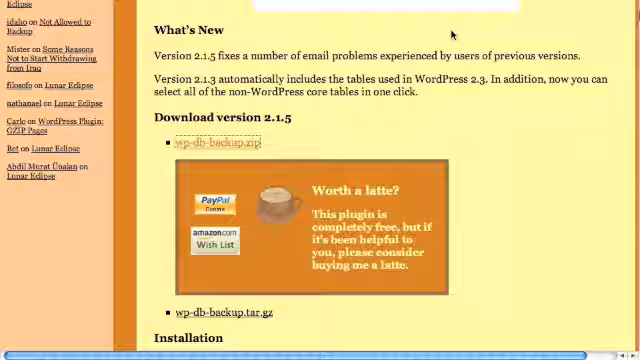 Eclipse
idaho on Not Allowed to
Backup
Mister on Some Reasons
Not to Start Withdrawing
from Iraq
filosofo on Lunar Eclipse
nathanael on Lunar Eclipse
Carlo on WordPress Plugin:
GZIP Pages
Bet on Lunar Eclipse
Abdil Murat Ünalan on
Lunar Eclipse
What's New
Version 2.1.5 fixes a number of email problems experienced by users of previous versions.
Version 2.1.3 automatically includes the tables used in WordPress 2.3. In addition, now you can
select all of the non-WordPress core tables in one click.
Download version 2.1.5
wp-db-backup.zip
PayPal
Donate
amazon.com
Wish List
Worth a latte?
This plugin is
completely free, but if
it's been helpful to
you, please consider
buying me a latte.
wp-db-backup.tar.gz
Installation